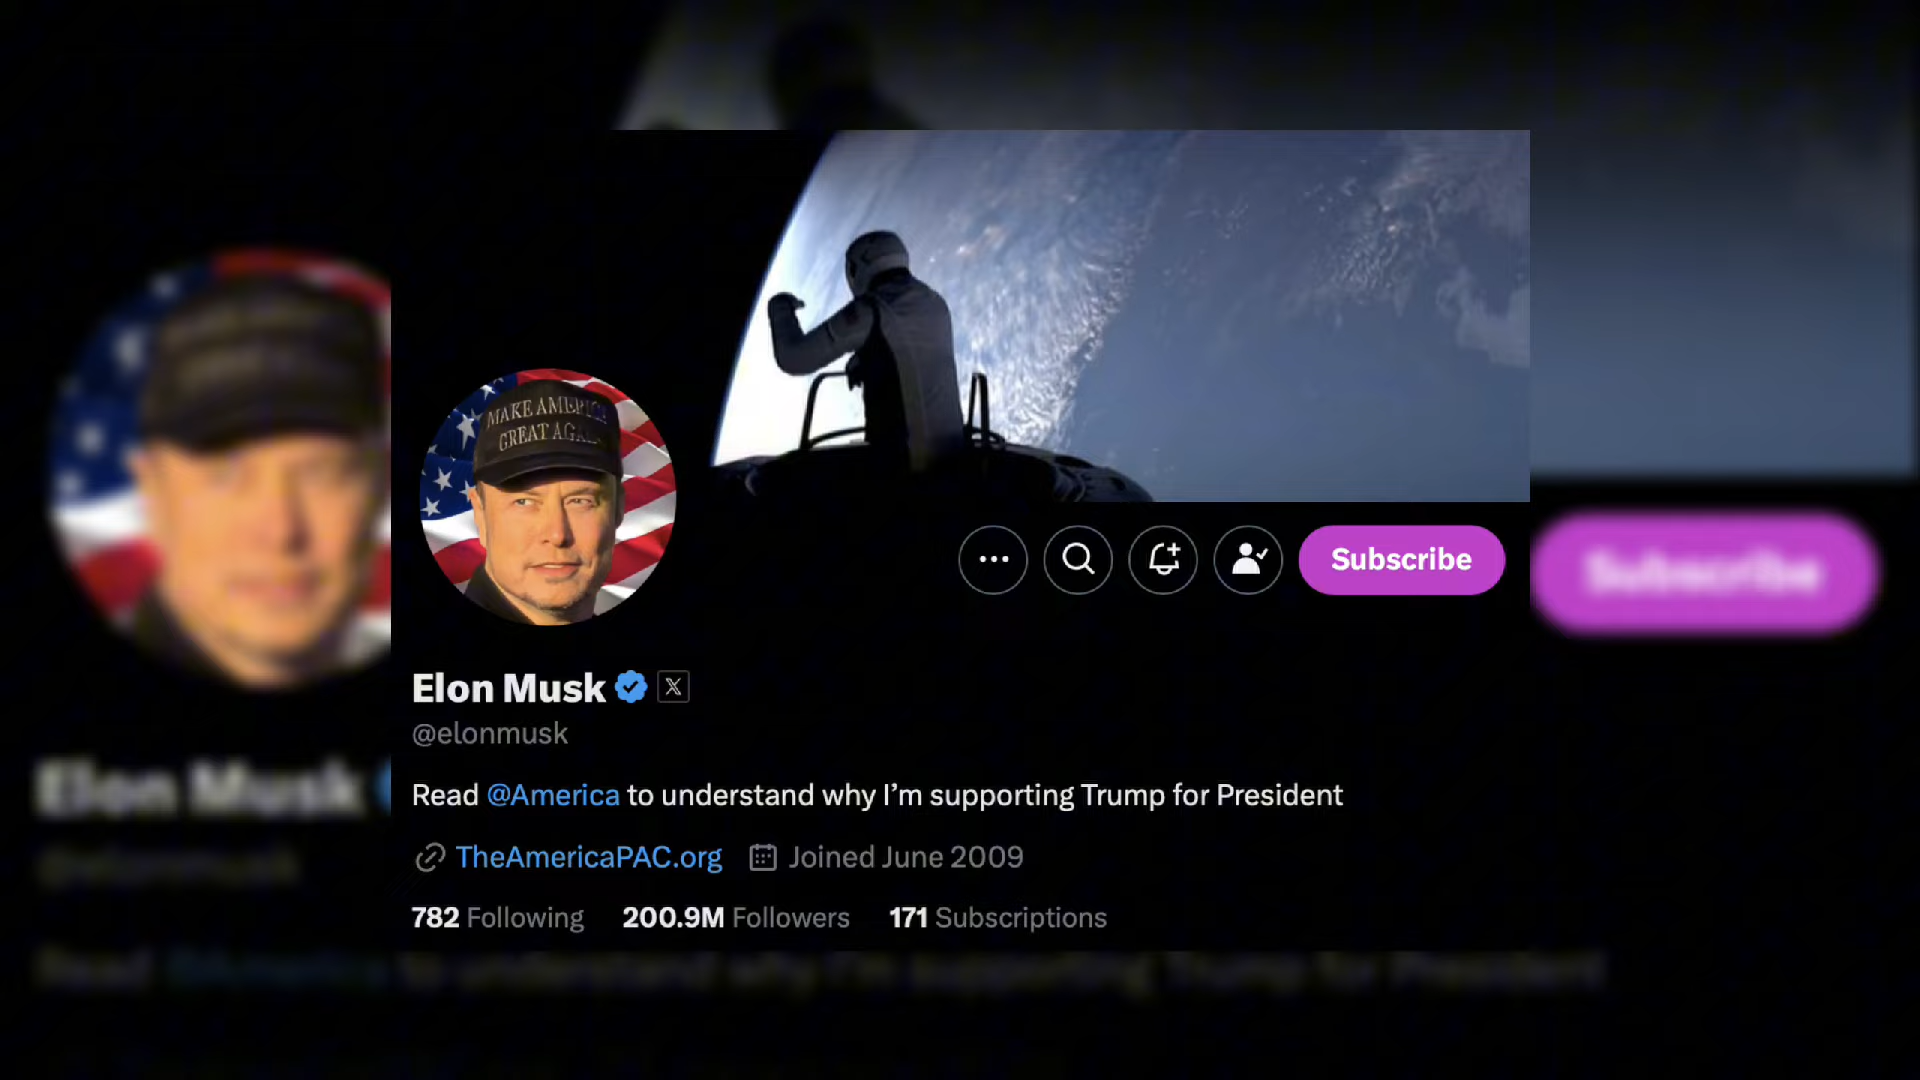 MAKE AMERICA
GREAT AGA
Subscribe
Elon Musk
@elonmusk
Read @America to understand why I’m supporting Trump for President
TheAmericaPAC.org Joined June 2009
782 Following 200.9M Followers 171 Subscriptions